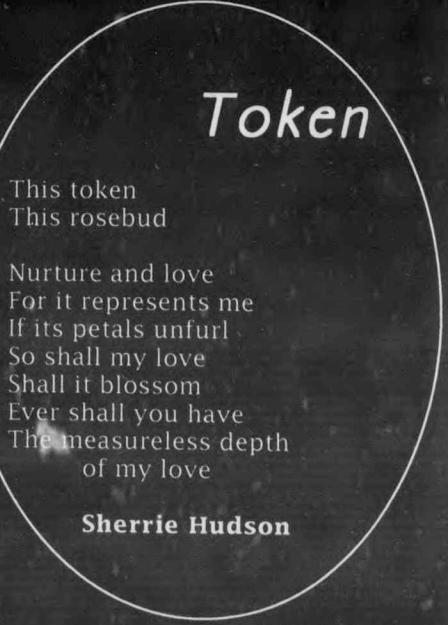 Token
This token
This rosebud
Nurture and love
For it represents me
If its petals unfurl
So shall my love
Shall it blossom
Ever shall you have
The measureless depth
of my love
Sherrie Hudson